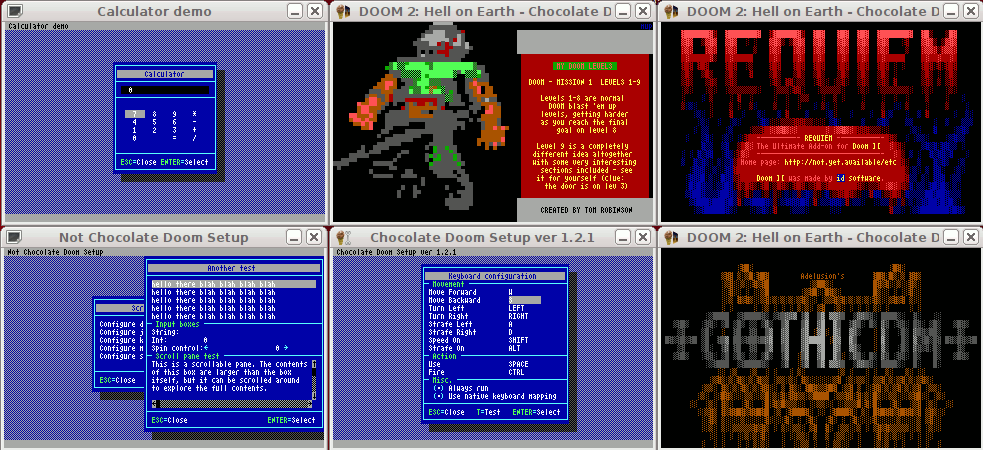 Calculator demo
Calculator demo
Calculator
0
7 8 9 *
4 5 6 -
1 2 3 +
0 = /
ESC=Close ENTER=Select
DOOM 2: Hell on Earth - Chocolate D
MY DOOM LEVELS
DOOM - MISSION 1 LEVELS 1-9
Levels 1-8 are normal
DOOM blast 'em up
levels, getting harder
as you reach the final
goal on level 8
Level 9 is a completely
different idea altogether
with some very interesting
sections included - see
it for yourself (clue:
the door is on lev 3)
CREATED BY TOM ROBINSON
DOOM 2: Hell on Earth - Chocolate D
REQUIEM
REQUIEM
The Ultimate Add-on for Doom ][
Home page: http://not.yet.available/etc
Doom ][ was made by id software.
Not Chocolate Doom Setup
Not Chocolate Doom Setup
Another test
hello there blah blah blah blah
hello there blah blah blah blah
hello there blah blah blah blah
hello there blah blah blah blah
hello there blah blah blah blah
Input boxes
String:
Int: 0
Spin control: 0
Scroll pane test
This is a scrollable pane. The contents
of this box are larger than the box
itself, but it can be scrolled around
to explore the full contents.
ESC=Close ENTER=Select
Scr
Configure d
Configure j
Configure k
Configure m
Configure s
ESC=Close
Chocolate Doom Setup ver 1.2.1
Chocolate Doom Setup ver 1.2.1
Keyboard configuration
Movement
Move Forward W
Move Backward S
Turn Left LEFT
Turn Right RIGHT
Strafe Left A
Strafe Right D
Speed On SHIFT
Strafe On ALT
Action
Use SPACE
Fire CTRL
Misc.
(•) Always run
(•) Use native keyboard mapping
ESC=Close T=Test ENTER=Select
DOOM 2: Hell on Earth - Chocolate D
Adelusion's
GOTHICDM